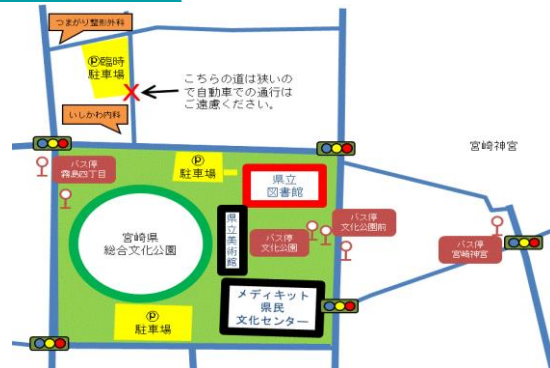 つまがり整形外科
Ⓟ臨時
駐車場
こちらの道は狭いの
で自動車での通行は
ご遠慮ください。
いしかわ内科
宮崎神宮
バス停
霧島四丁目
Ⓟ
駐車場
県立
図書館
県立美術館
バス停
文化公園
バス停
文化公園前
バス停
宮崎神宮
宮崎県
総合文化公園
メディキット
県民
文化センター
Ⓟ
駐車場